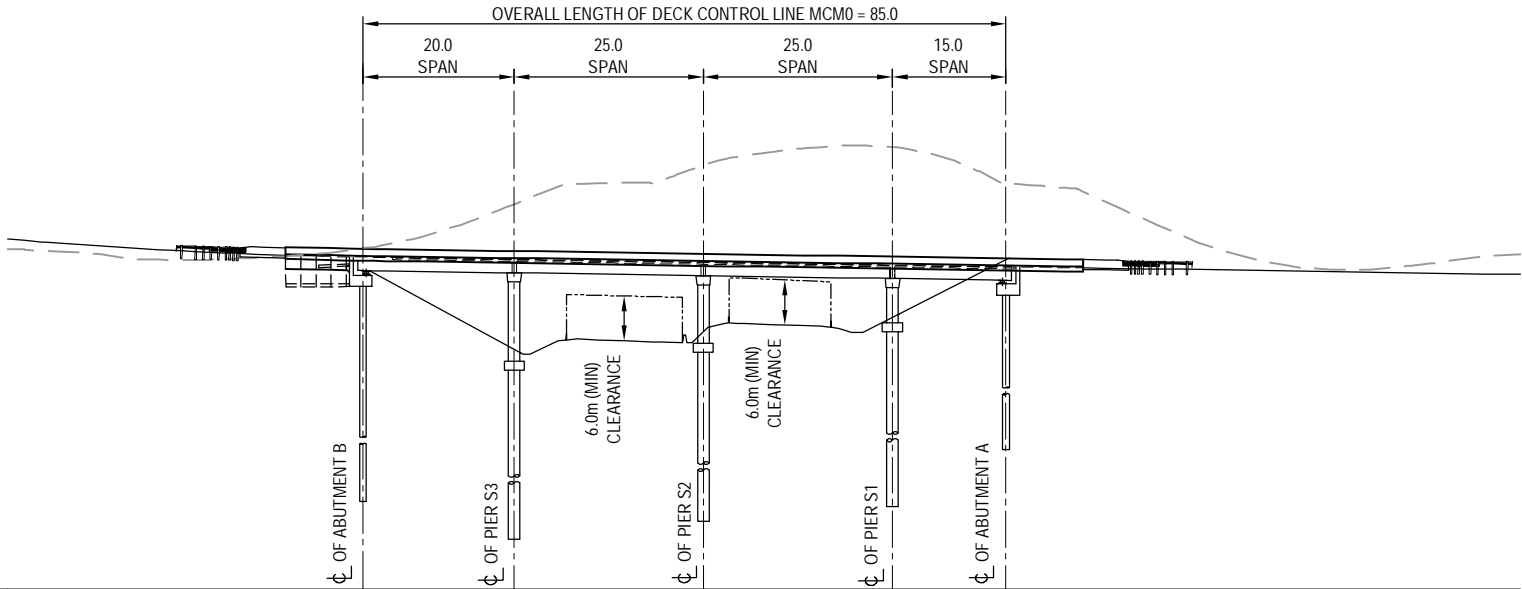 OVERALL LENGTH OF DECK CONTROL LINE MCM0 = 85.0
20.0
SPAN
25.0
SPAN
25.0
SPAN
15.0
SPAN
6.0m (MIN)
CLEARANCE
6.0m (MIN)
CLEARANCE
℄ OF ABUTMENT B
℄ OF PIER S3
℄ OF PIER S2
℄ OF PIER S1
℄ OF ABUTMENT A